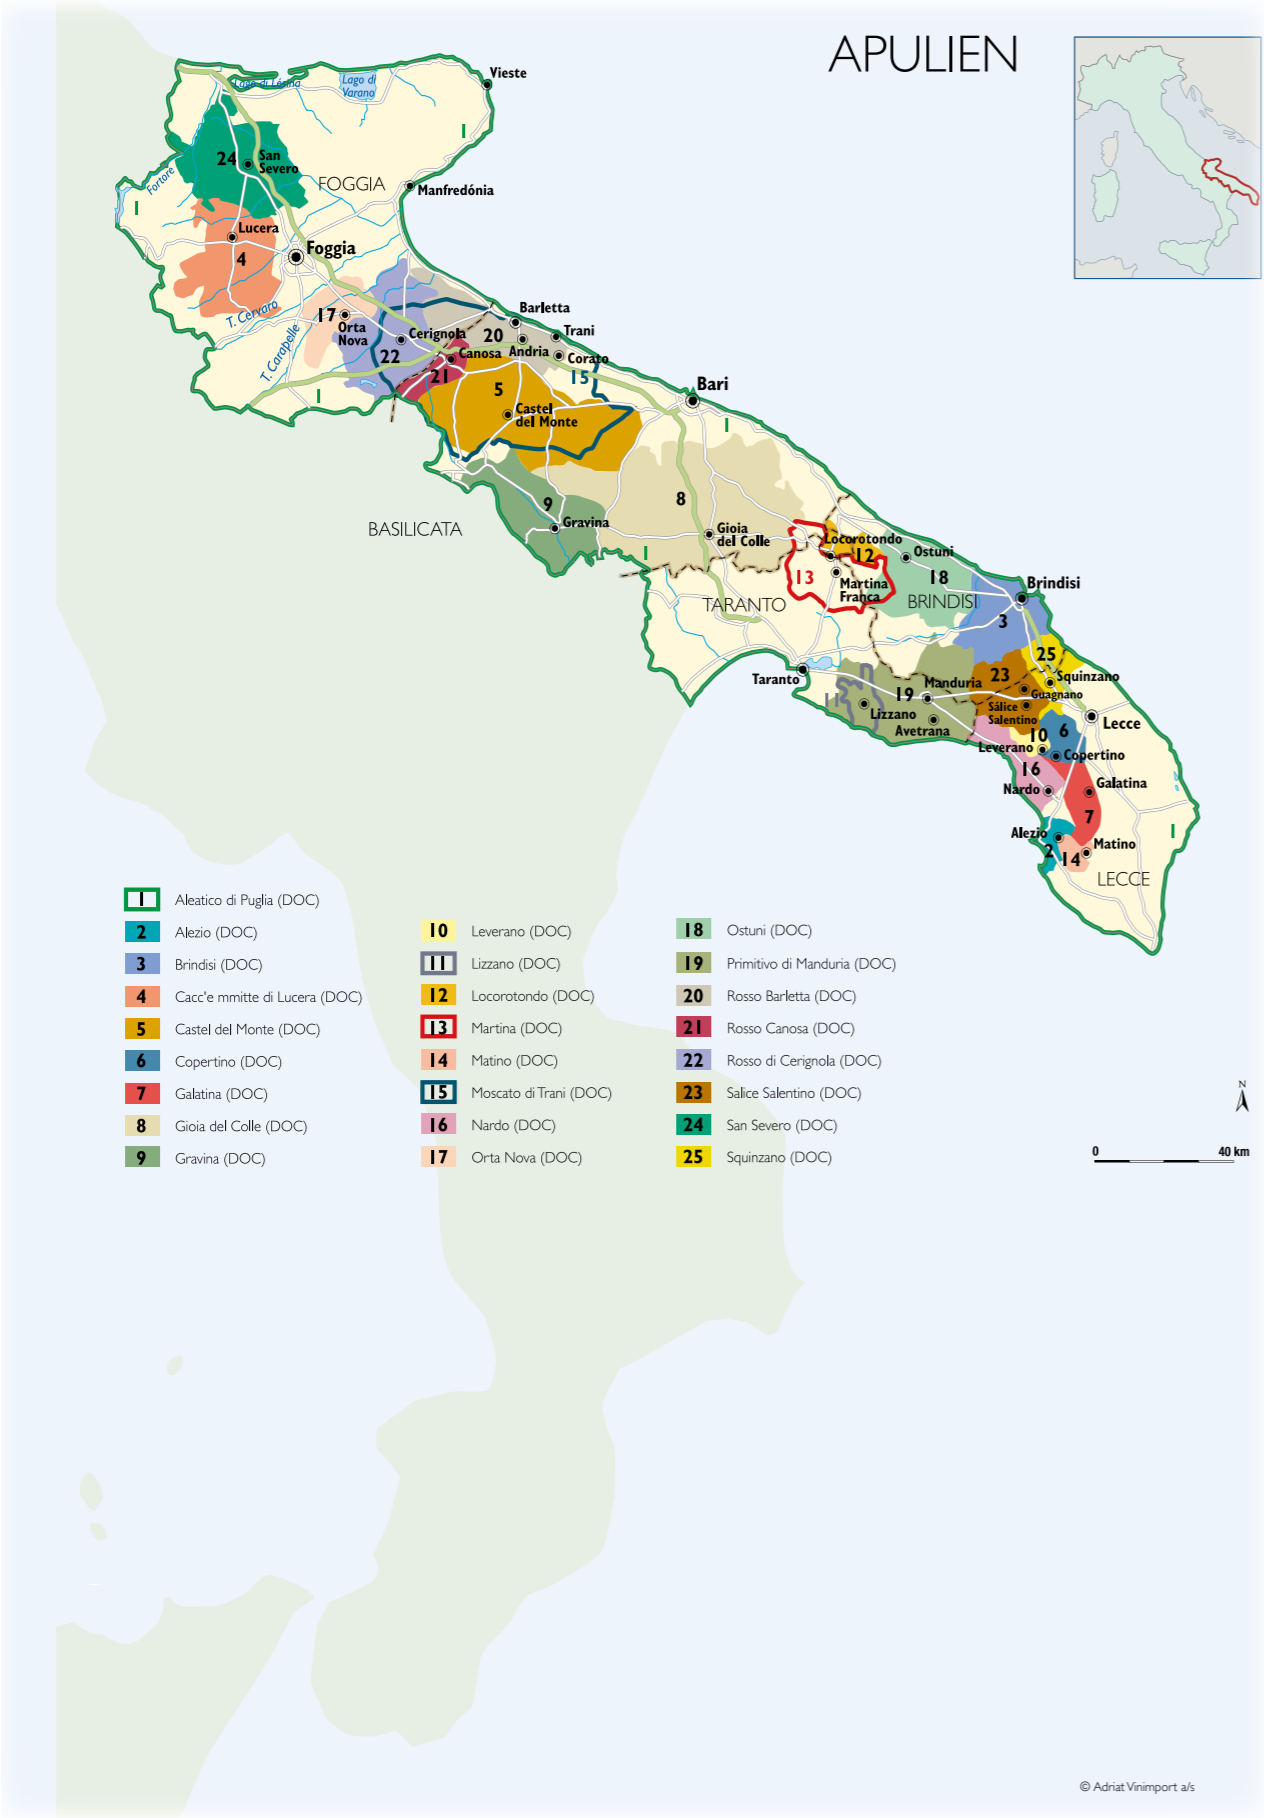 APULIEN
Lago di Lésina
Lago di
Varano
Vieste
I
24
San
Severo
Fortore
FOGGIA
Manfredónia
I
Lucera
4
Foggia
T. Cervaro
17
Orta
Nova
T. Carapelle
Cerignola
22
20
Barletta
Trani
Andria
Corato
Canosa
21
15
5
Castel
del Monte
I
Bari
I
BASILICATA
9
Gravina
8
Gioia
del Colle
I
Locorotondo
12
13
Martina
Franca
Ostuni
18
TARANTO
BRINDISI
Brindisi
3
25
Squinzano
Taranto
Manduria
23
Guagnano
19
11
Lizzano
Avetrana
Sálice
Salentino
Lecce
10
6
Leverano
Copertino
16
Nardo
Galatina
7
Alezio
2
14
Matino
I
LECCE
I Aleatico di Puglia (DOC)
2 Alezio (DOC)
3 Brindisi (DOC)
4 Cacc'e mmitte di Lucera (DOC)
5 Castel del Monte (DOC)
6 Copertino (DOC)
7 Galatina (DOC)
8 Gioia del Colle (DOC)
9 Gravina (DOC)
10 Leverano (DOC)
11 Lizzano (DOC)
12 Locorotondo (DOC)
13 Martina (DOC)
14 Matino (DOC)
15 Moscato di Trani (DOC)
16 Nardo (DOC)
17 Orta Nova (DOC)
18 Ostuni (DOC)
19 Primitivo di Manduria (DOC)
20 Rosso Barletta (DOC)
21 Rosso Canosa (DOC)
22 Rosso di Cerignola (DOC)
23 Salice Salentino (DOC)
24 San Severo (DOC)
25 Squinzano (DOC)
N
0 40 km
© Adriat Vinimport a/s